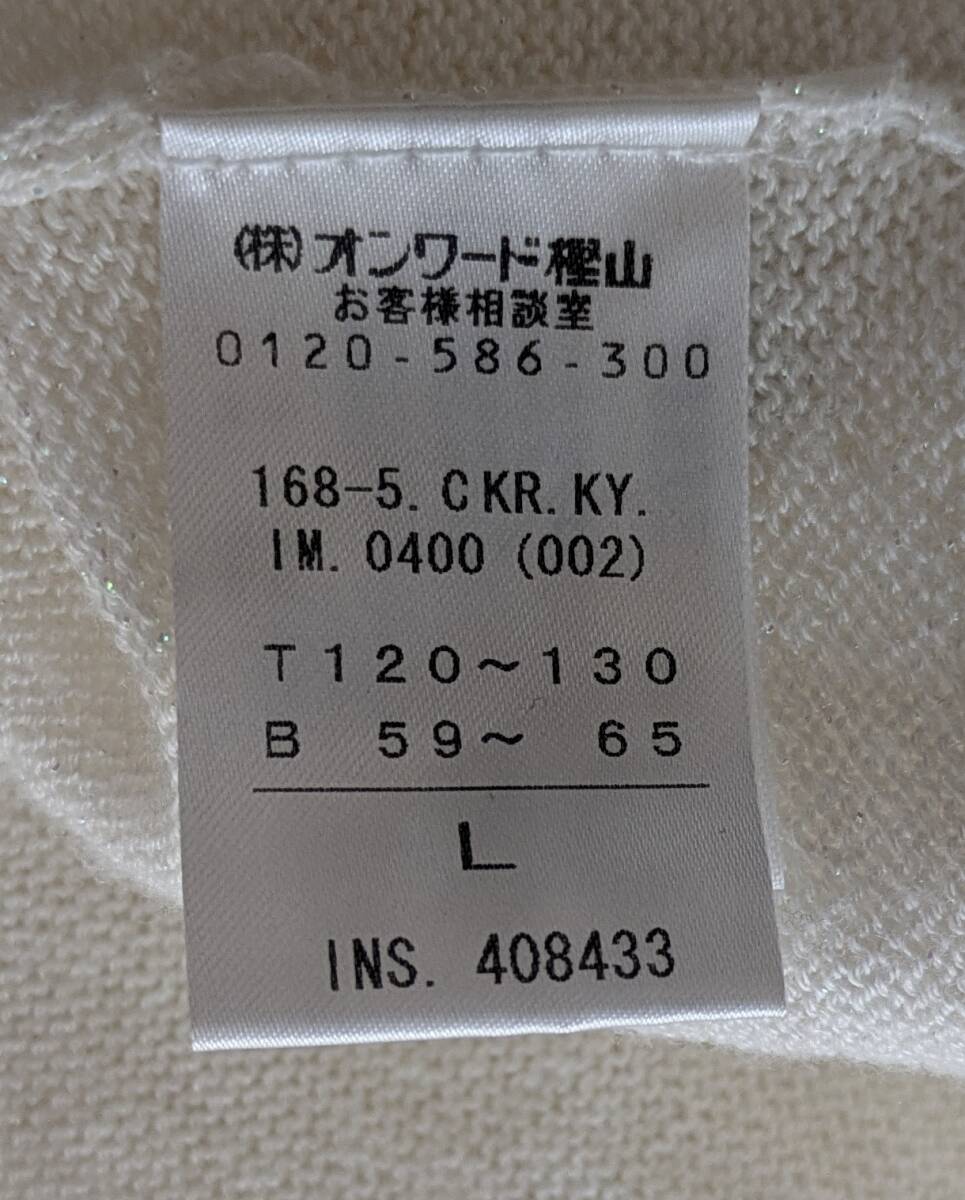 (株)オンワード樫山
お客様相談室
0120-586-300
168-5. CKR. KY.
IM. 0400 (002)
T120~130
B 59~ 65
L
INS. 408433